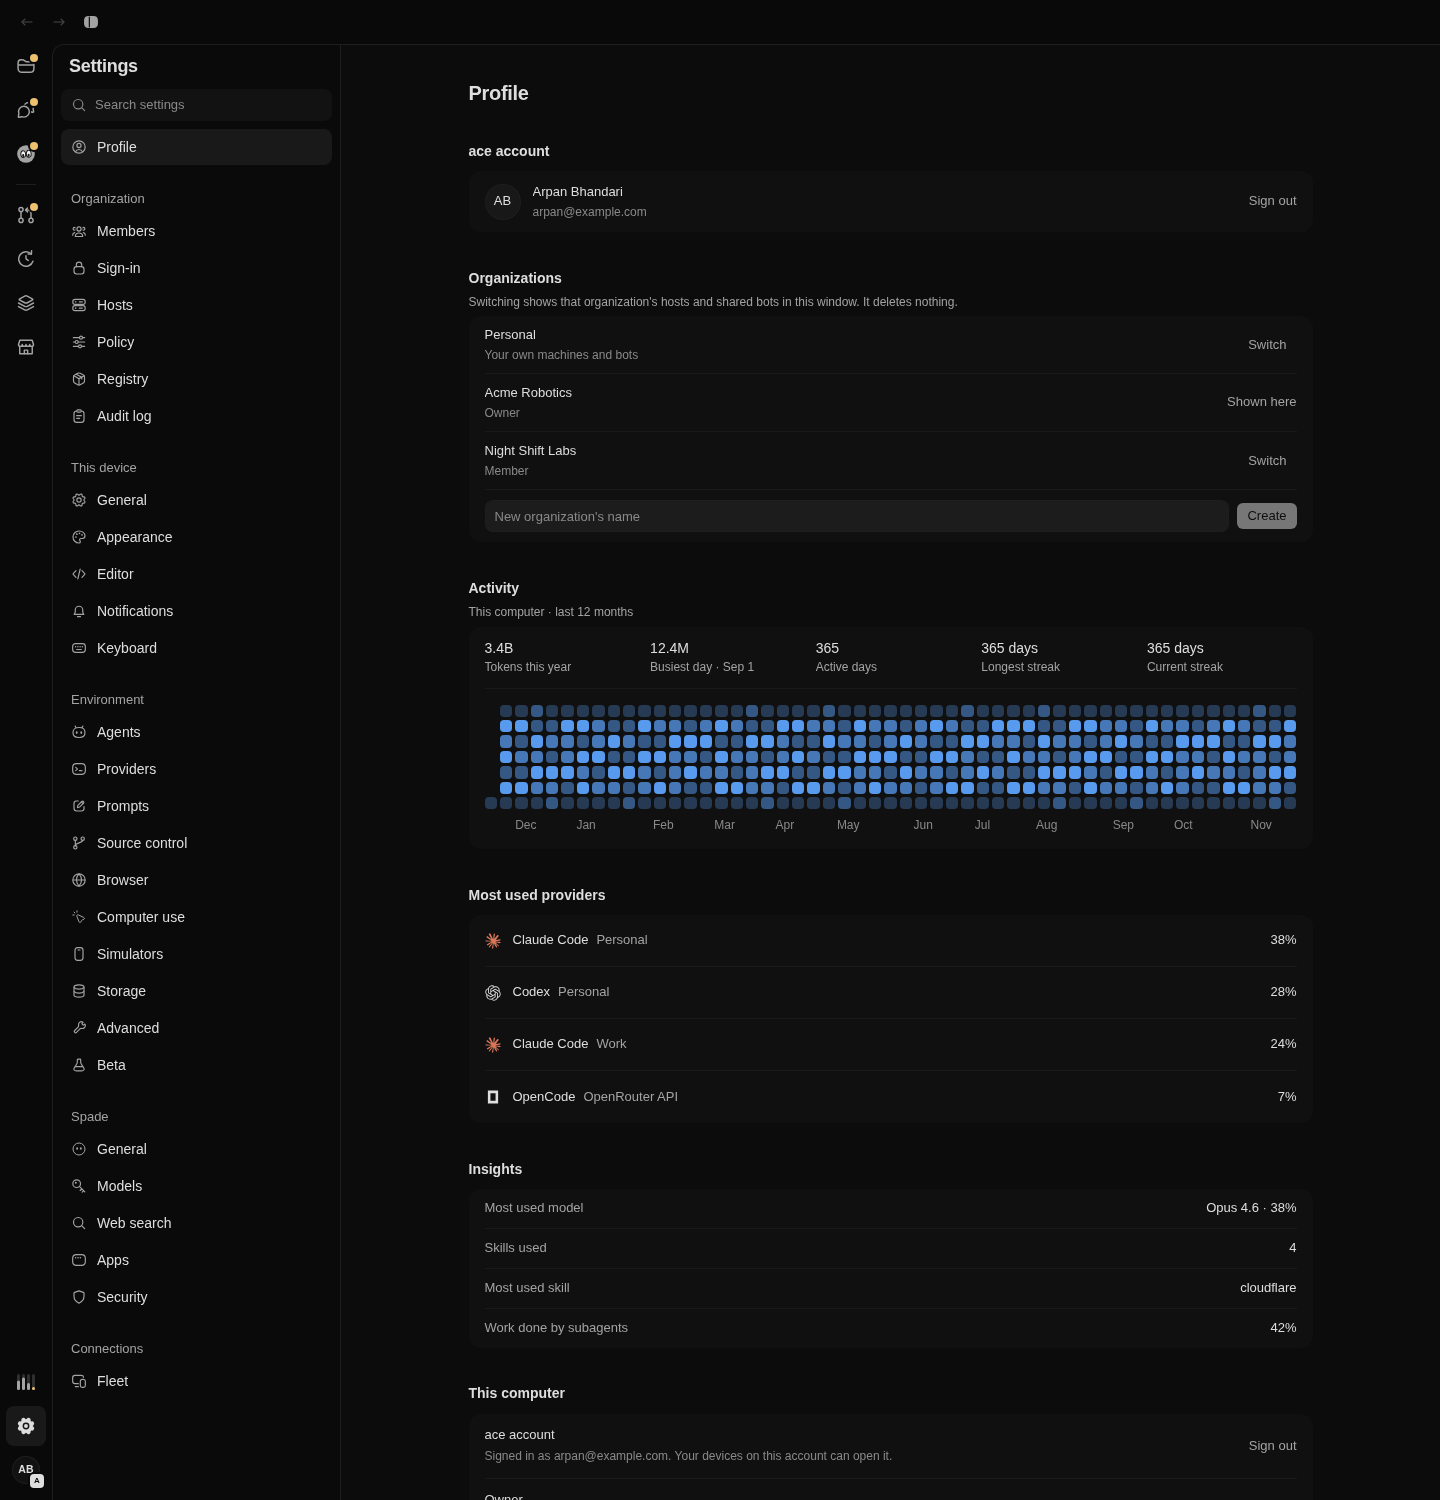 Settings
Search settings
Profile
Organization
Members
Sign-in
Hosts
Policy
Registry
Audit log
This device
General
Appearance
Editor
Notifications
Keyboard
Environment
Agents
Providers
Prompts
Source control
Browser
Computer use
Simulators
Storage
Advanced
Beta
Spade
General
Models
Web search
Apps
Security
Connections
Fleet
AB
A
Profile
ace account
AB
Arpan Bhandari
arpan@example.com
Sign out
Organizations
Switching shows that organization's hosts and shared bots in this window. It deletes nothing.
Personal
Your own machines and bots
Switch
Acme Robotics
Owner
Shown here
Night Shift Labs
Member
Switch
New organization's name
Create
Activity
This computer · last 12 months
3.4B 12.4M 365 365 days 365 days
Tokens this year Busiest day · Sep 1 Active days Longest streak Current streak
Dec Jan Feb Mar Apr May Jun Jul Aug Sep Oct Nov
Most used providers
Claude Code Personal 38%
Codex Personal 28%
Claude Code Work 24%
OpenCode OpenRouter API 7%
Insights
Most used model Opus 4.6 · 38%
Skills used 4
Most used skill cloudflare
Work done by subagents 42%
This computer
ace account
Signed in as arpan@example.com. Your devices on this account can open it.
Sign out
Owner